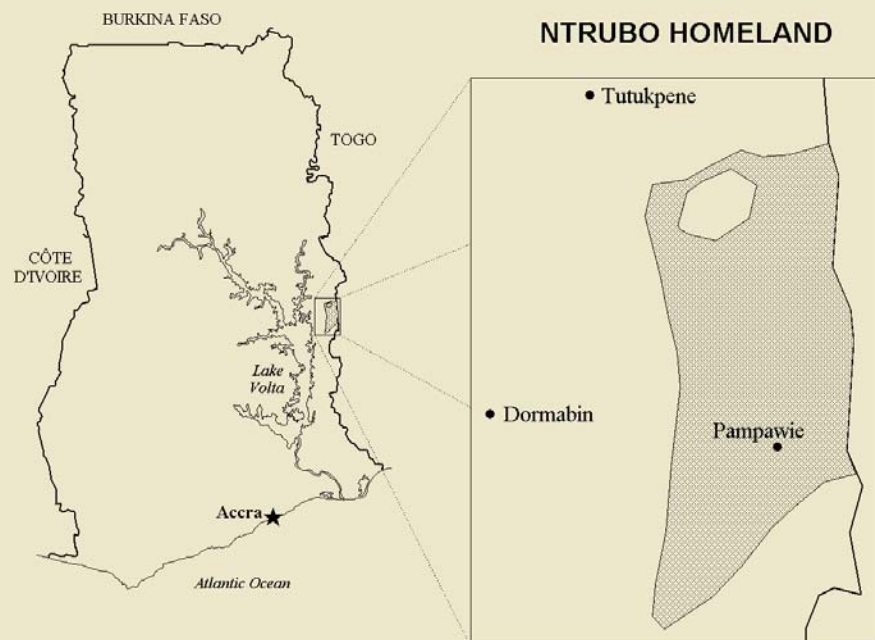 BURKINA FASO
NTRUBO HOMELAND
TOGO
CÔTE
D'IVOIRE
Lake
Volta
Accra
Atlantic Ocean
Tutukpene
Dormabin
Pampawie